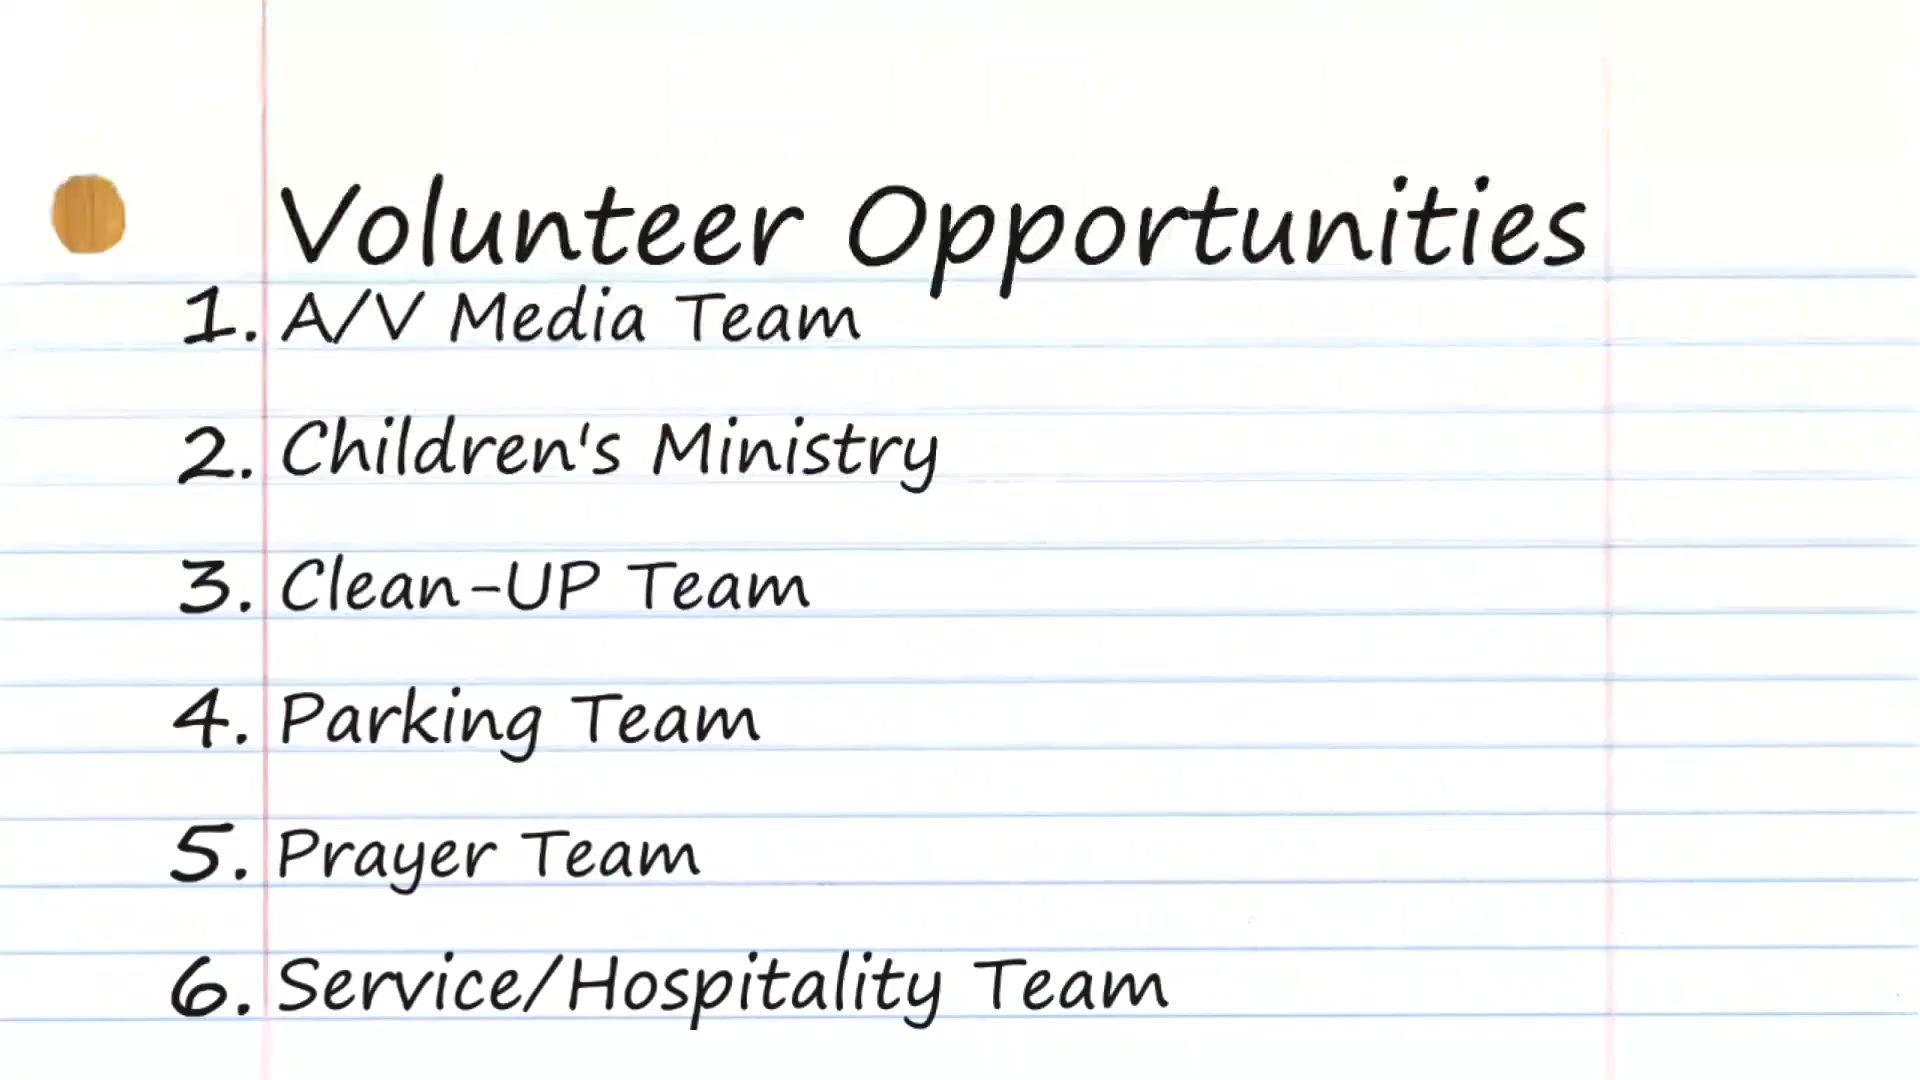 Volunteer Opportunities
1. A/V Media Team
2. Children's Ministry
3. Clean-UP Team
4. Parking Team
5. Prayer Team
6. Service/Hospitality Team